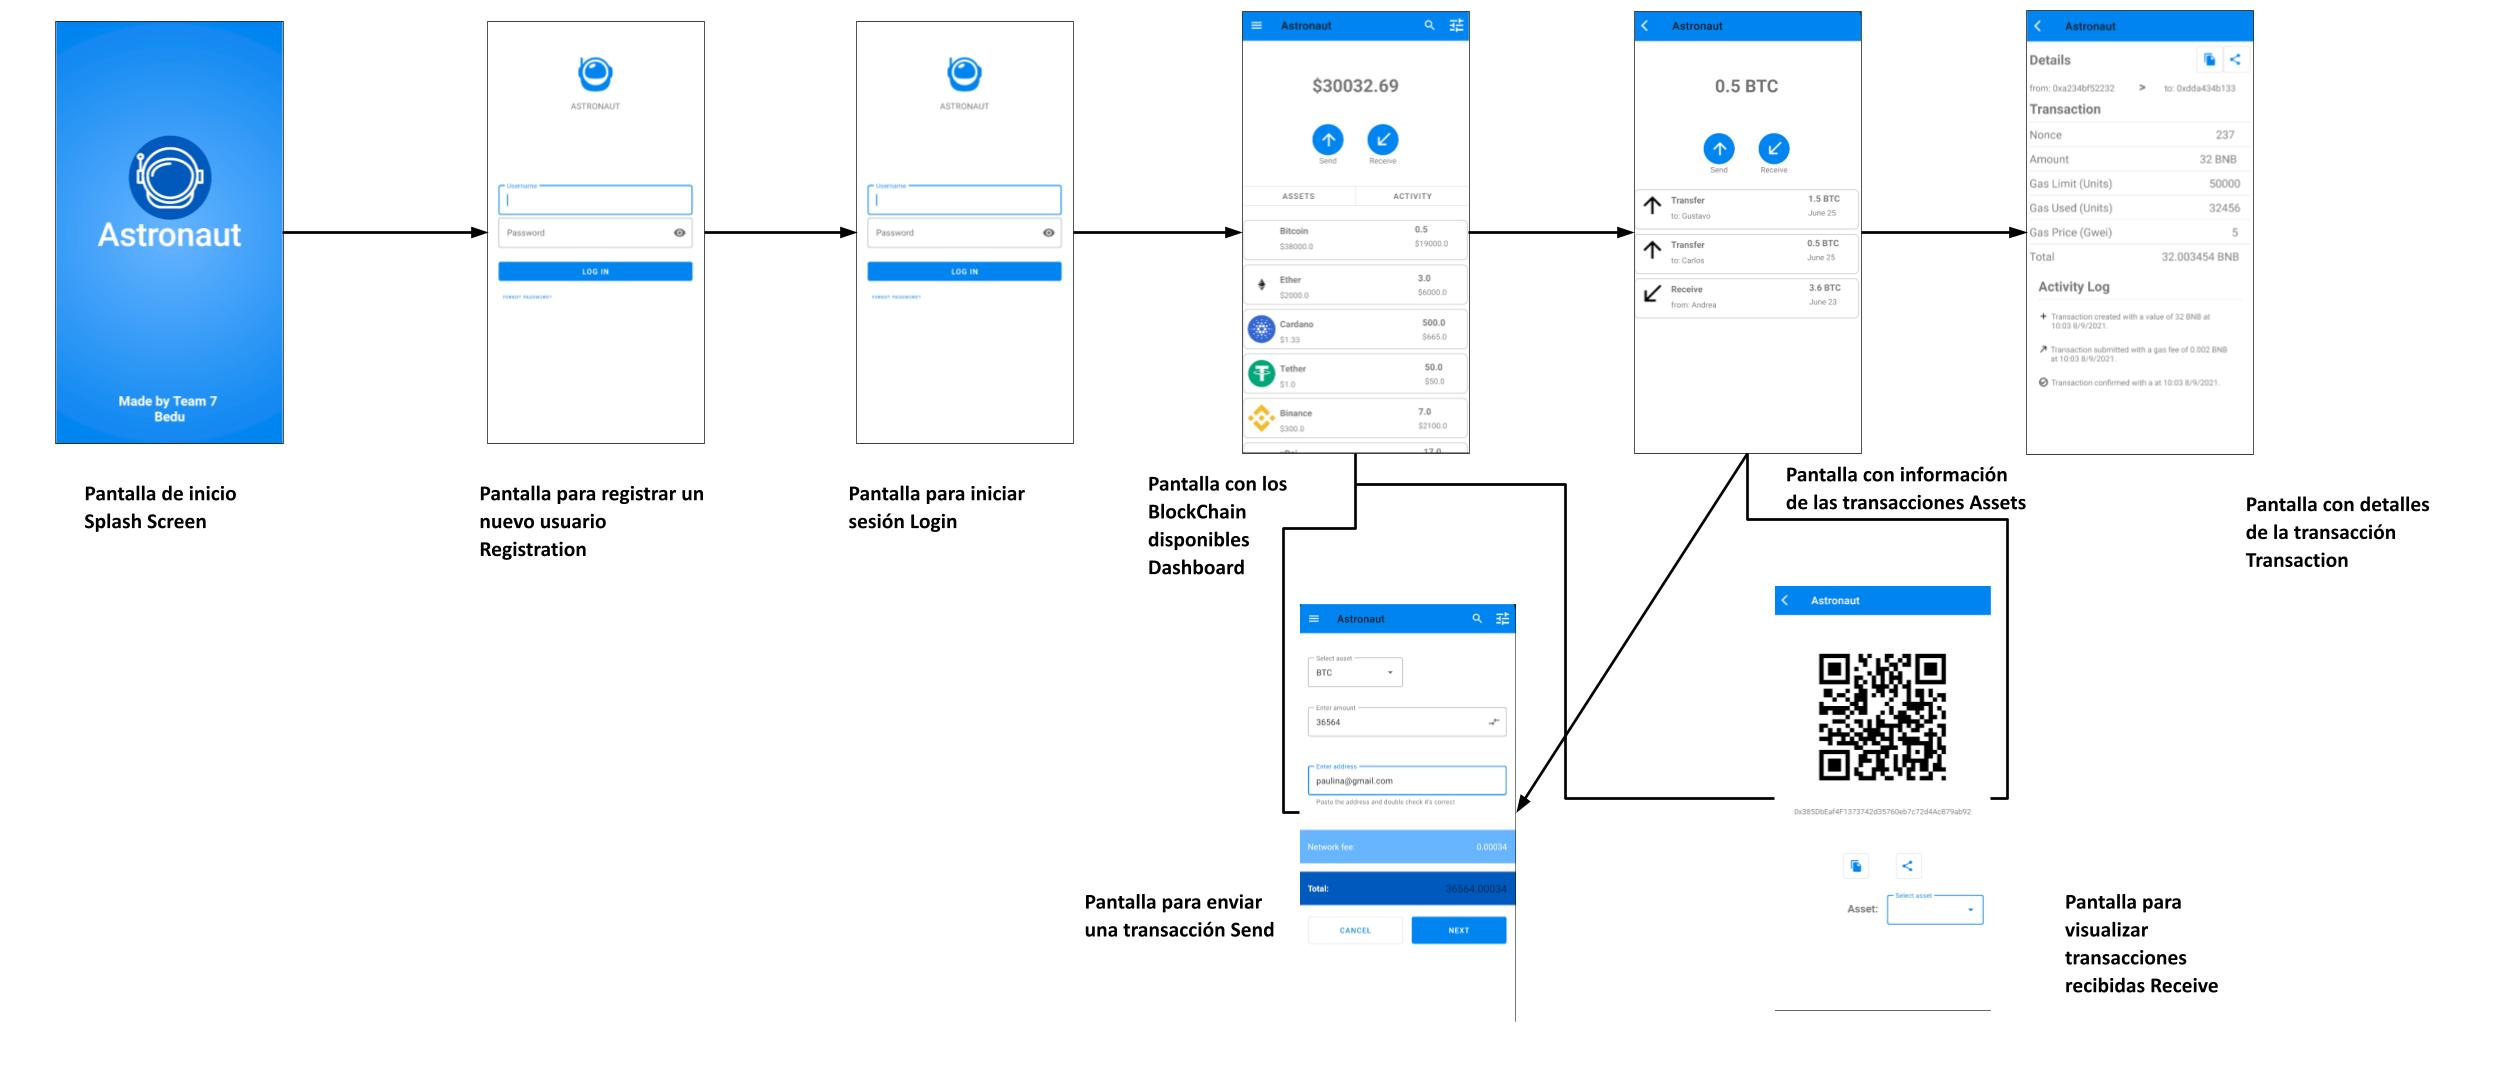 Astronaut
Made by Team 7
Bedu
Pantalla de inicio
Splash Screen
ASTRONAUT
Username
Password
LOG IN
FORGOT PASSWORD?
Pantalla para registrar un
nuevo usuario
Registration
ASTRONAUT
Username
Password
LOG IN
FORGOT PASSWORD?
Pantalla para iniciar
sesión Login
Astronaut
$30032.69
Send Receive
ASSETS ACTIVITY
Bitcoin 0.5
$38000.0 $19000.0
Ether 3.0
$2000.0 $6000.0
Cardano 500.0
$1.33 $665.0
Tether 50.0
$1.0 $50.0
Binance 7.0
$300.0 $2100.0
17.0
Pantalla con los
BlockChain
disponibles
Dashboard
Astronaut
0.5 BTC
Send Receive
Transfer 1.5 BTC
to: Gustavo June 25
Transfer 0.5 BTC
to: Carlos June 25
Receive 3.6 BTC
from: Andrea June 23
Pantalla con información
de las transacciones Assets
Astronaut
Details
from: 0xa234bf52232 > to: 0xdda434b133
Transaction
Nonce 237
Amount 32 BNB
Gas Limit (Units) 50000
Gas Used (Units) 32456
Gas Price (Gwei) 5
Total 32.003454 BNB
Activity Log
Transaction created with a value of 32 BNB at
10:03 8/9/2021.
Transaction submitted with a gas fee of 0.002 BNB
at 10:03 8/9/2021.
Transaction confirmed with a at 10:03 8/9/2021.
Pantalla con detalles
de la transacción
Transaction
Astronaut
Select asset
BTC
Enter amount
36564
Enter address
paulina@gmail.com
Paste the address and double check it's correct
Network fee: 0.00034
Total: 36564.00034
CANCEL NEXT
Pantalla para enviar
una transacción Send
Astronaut
0x385DbEaf4F1373742d35760eb7c72d4Ac879ab92
Select asset
Asset:
Pantalla para
visualizar
transacciones
recibidas Receive